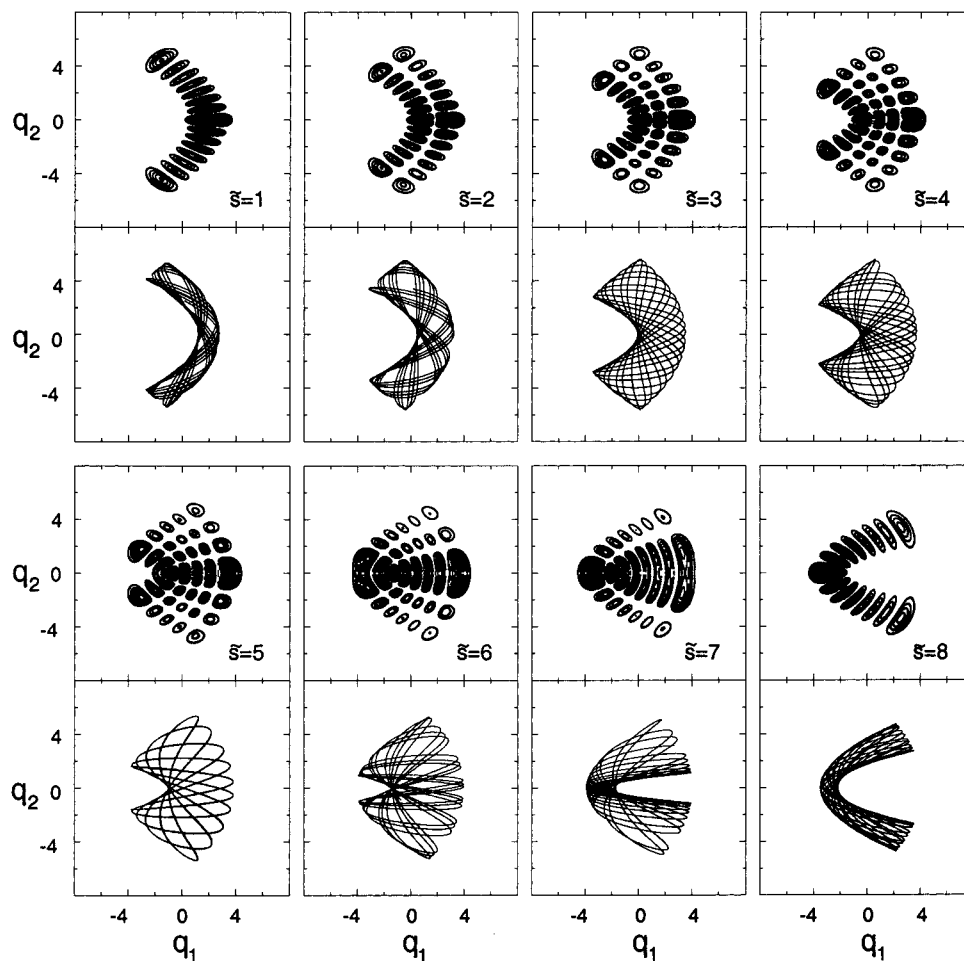 4
q₂ 0
-4
s̃=1
s̃=2
s̃=3
s̃=4
4
q₂ 0
-4
4
q₂ 0
-4
s̃=5
s̃=6
s̃=7
s̃=8
4
q₂ 0
-4
-4 0 4 -4 0 4 -4 0 4 -4 0 4
q₁ q₁ q₁ q₁